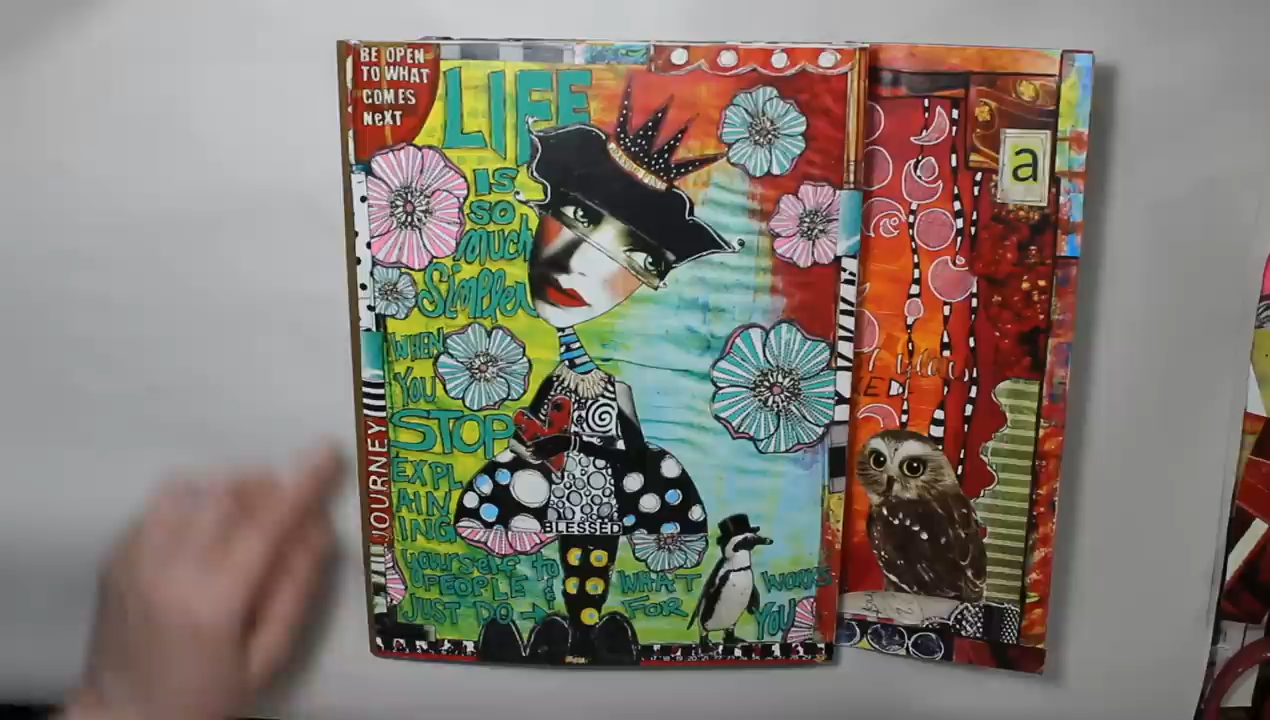 BE OPEN
TO WHAT
COMES
NeXT
LIFE
IS
SO
much
Simpler
WHEN
YOU
STOP
EXPL
AIN
ING
yourself to
PEOPLE &
JUST DO
WHAT
FOR
WORKS
YOU
BLESSED
JOURNEY
a